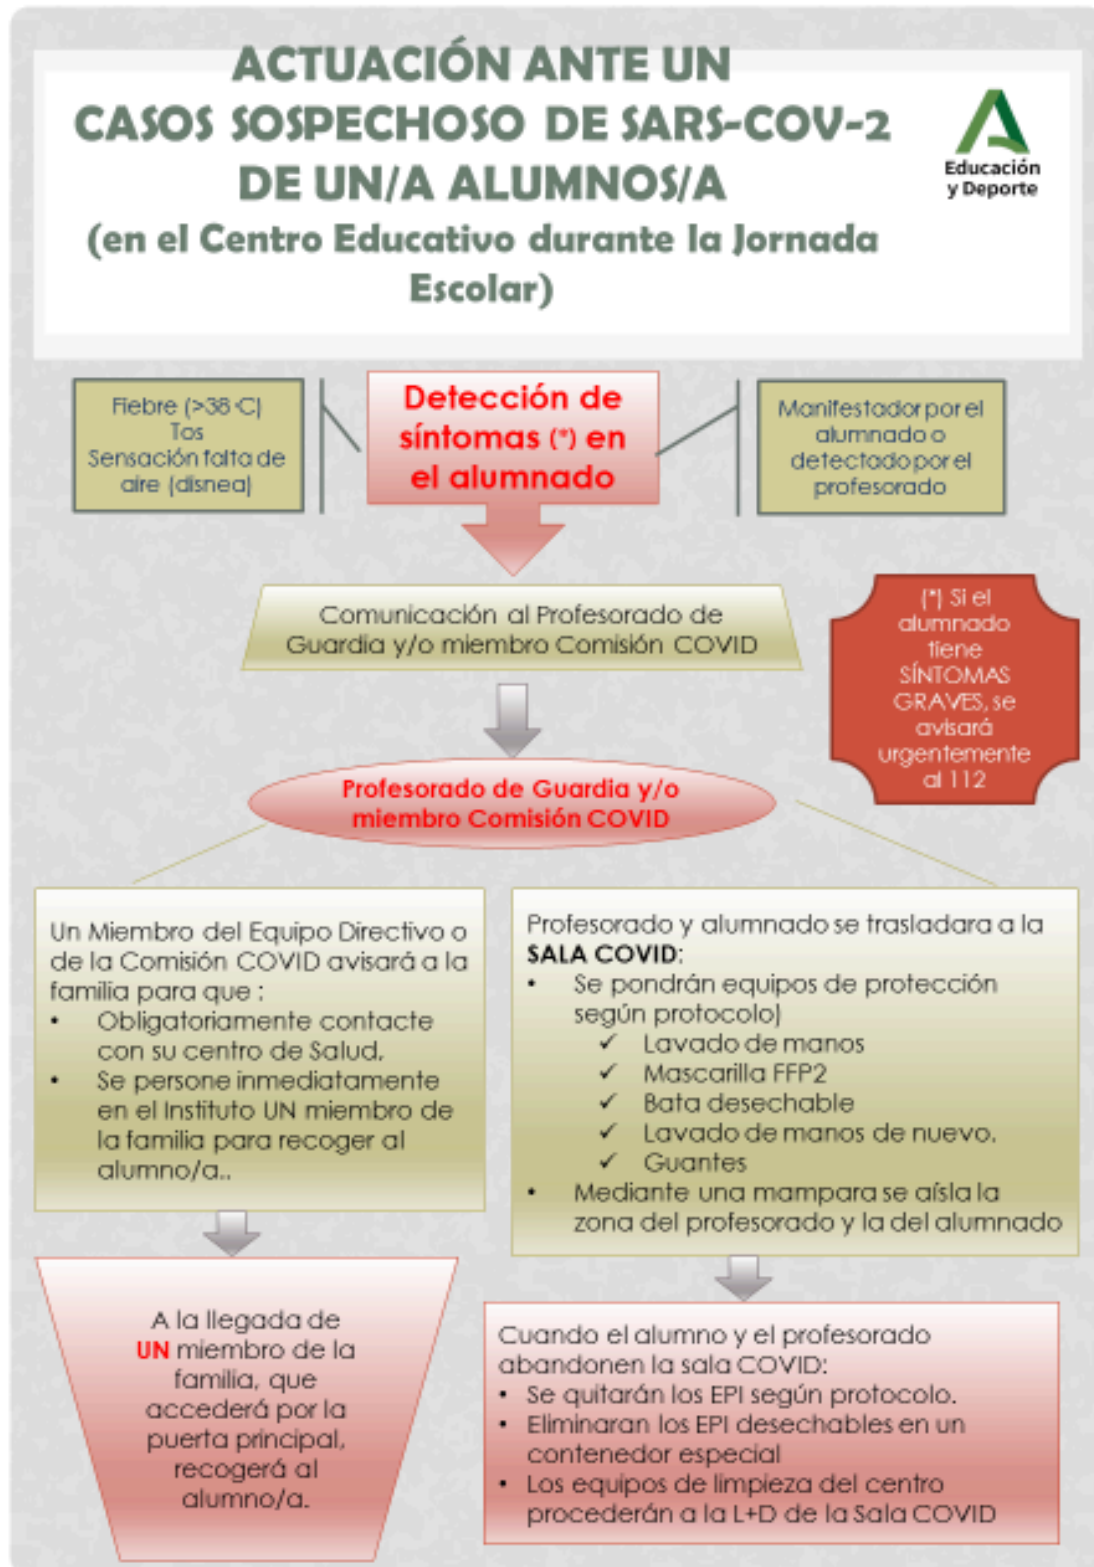 ACTUACIÓN ANTE UN
CASOS SOSPECHOSO DE SARS-COV-2
DE UN/A ALUMNOS/A
(en el Centro Educativo durante la Jornada
Escolar)
Educación
y Deporte
Fiebre (>38ºC)
Tos
Sensación falta de
aire (disnea)
Detección de
síntomas (*) en
el alumnado
Manifestador por el
alumnado o
detectado por el
profesorado
Comunicación al Profesorado de
Guardia y/o miembro Comisión COVID
(*) Si el
alumnado
tiene
SÍNTOMAS
GRAVES, se
avisará
urgentemente
al 112
Profesorado de Guardia y/o
miembro Comisión COVID
Un Miembro del Equipo Directivo o
de la Comisión COVID avisará a la
familia para que :
• Obligatoriamente contacte
con su centro de Salud.
• Se persone inmediatamente
en el Instituto UN miembro de
la familia para recoger al
alumno/a..
Profesorado y alumnado se trasladara a la
SALA COVID:
• Se pondrán equipos de protección
según protocolo)
✓ Lavado de manos
✓ Mascarilla FFP2
✓ Bata desechable
✓ Lavado de manos de nuevo.
✓ Guantes
• Mediante una mampara se aísla la
zona del profesorado y la del alumnado
A la llegada de
UN miembro de la
familia, que
accederá por la
puerta principal,
recogerá al
alumno/a.
Cuando el alumno y el profesorado
abandonen la sala COVID:
• Se quitarán los EPI según protocolo.
• Eliminaran los EPI desechables en un
contenedor especial
• Los equipos de limpieza del centro
procederán a la L+D de la Sala COVID